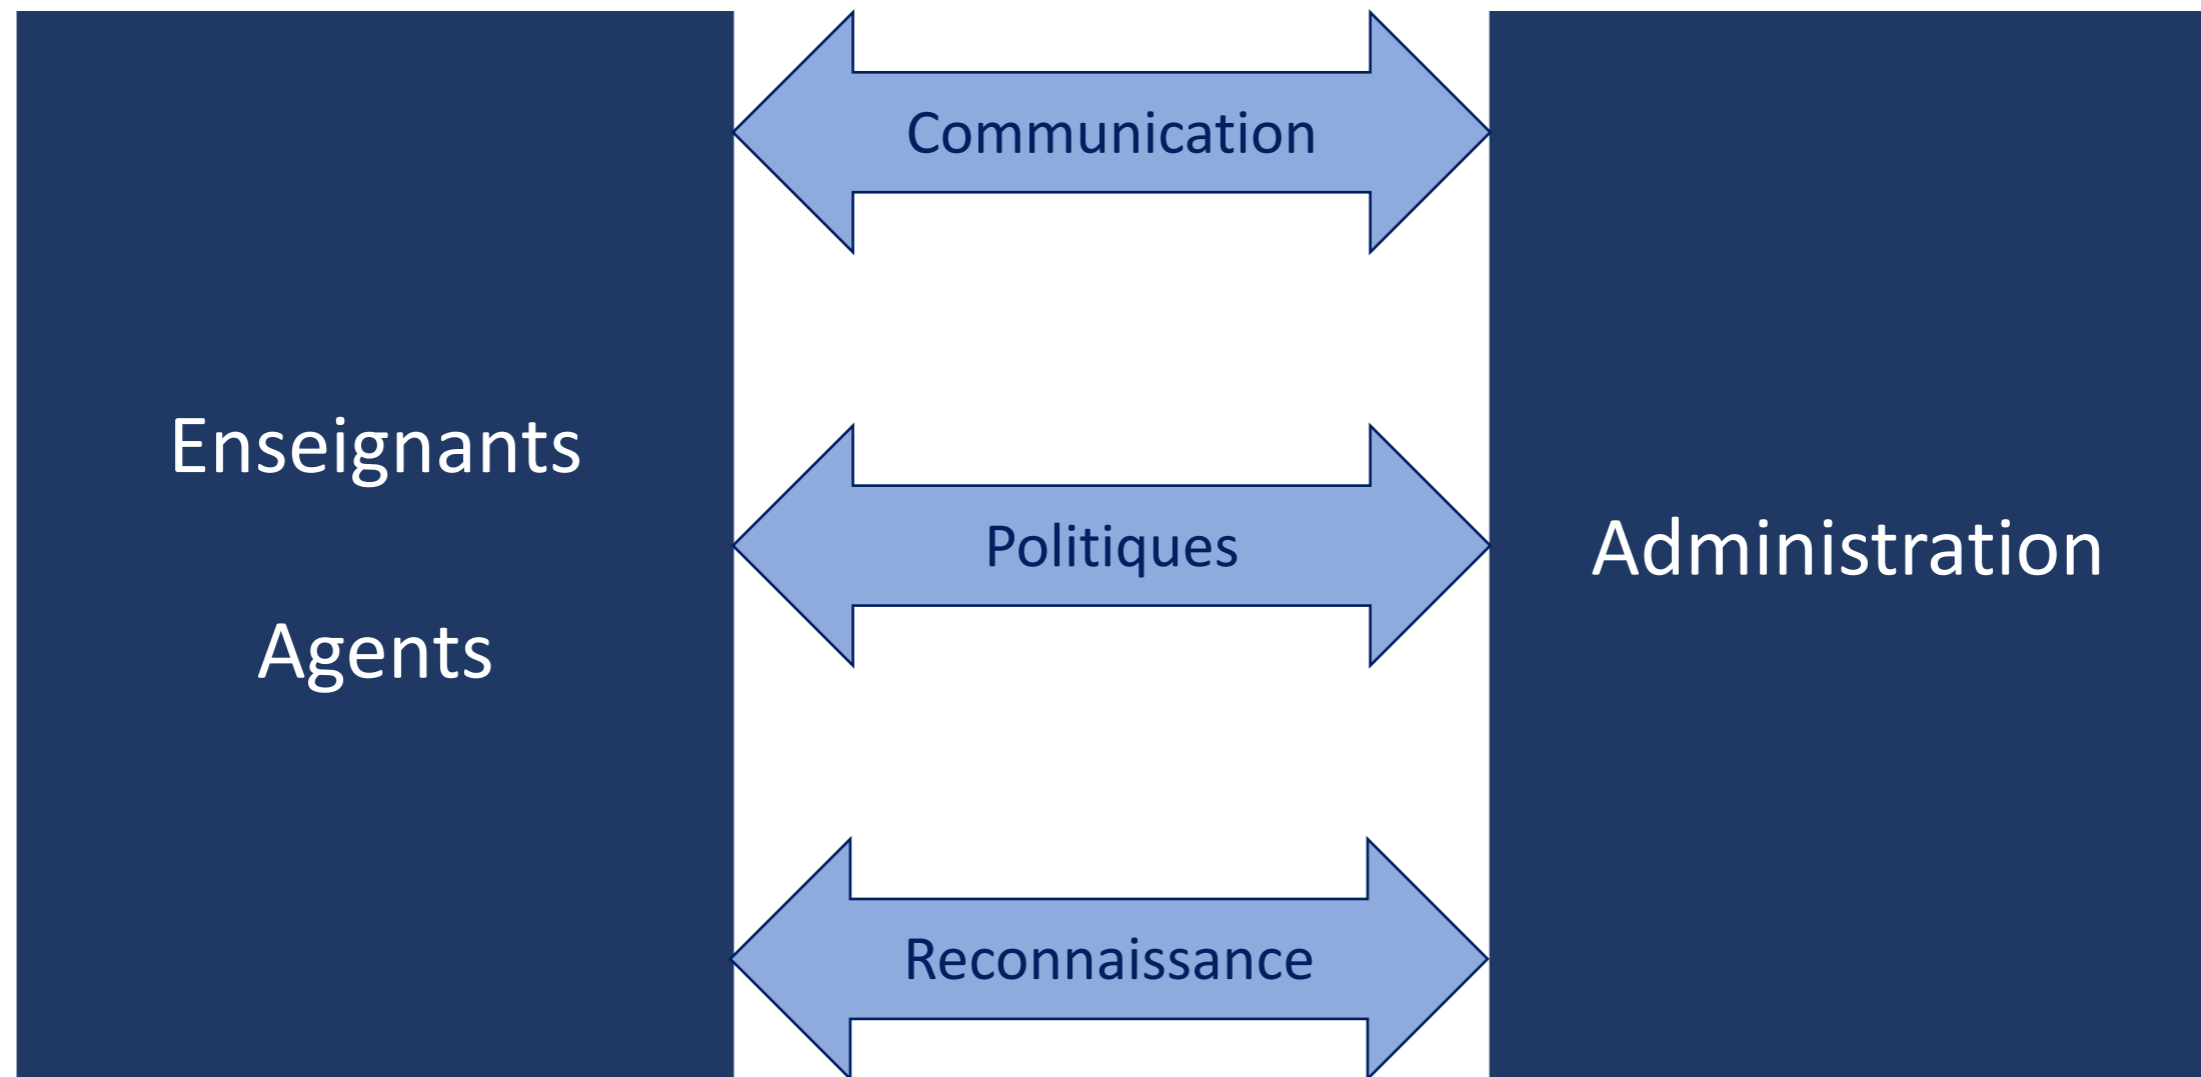 Enseignants
Agents
Communication
Politiques
Reconnaissance
Administration